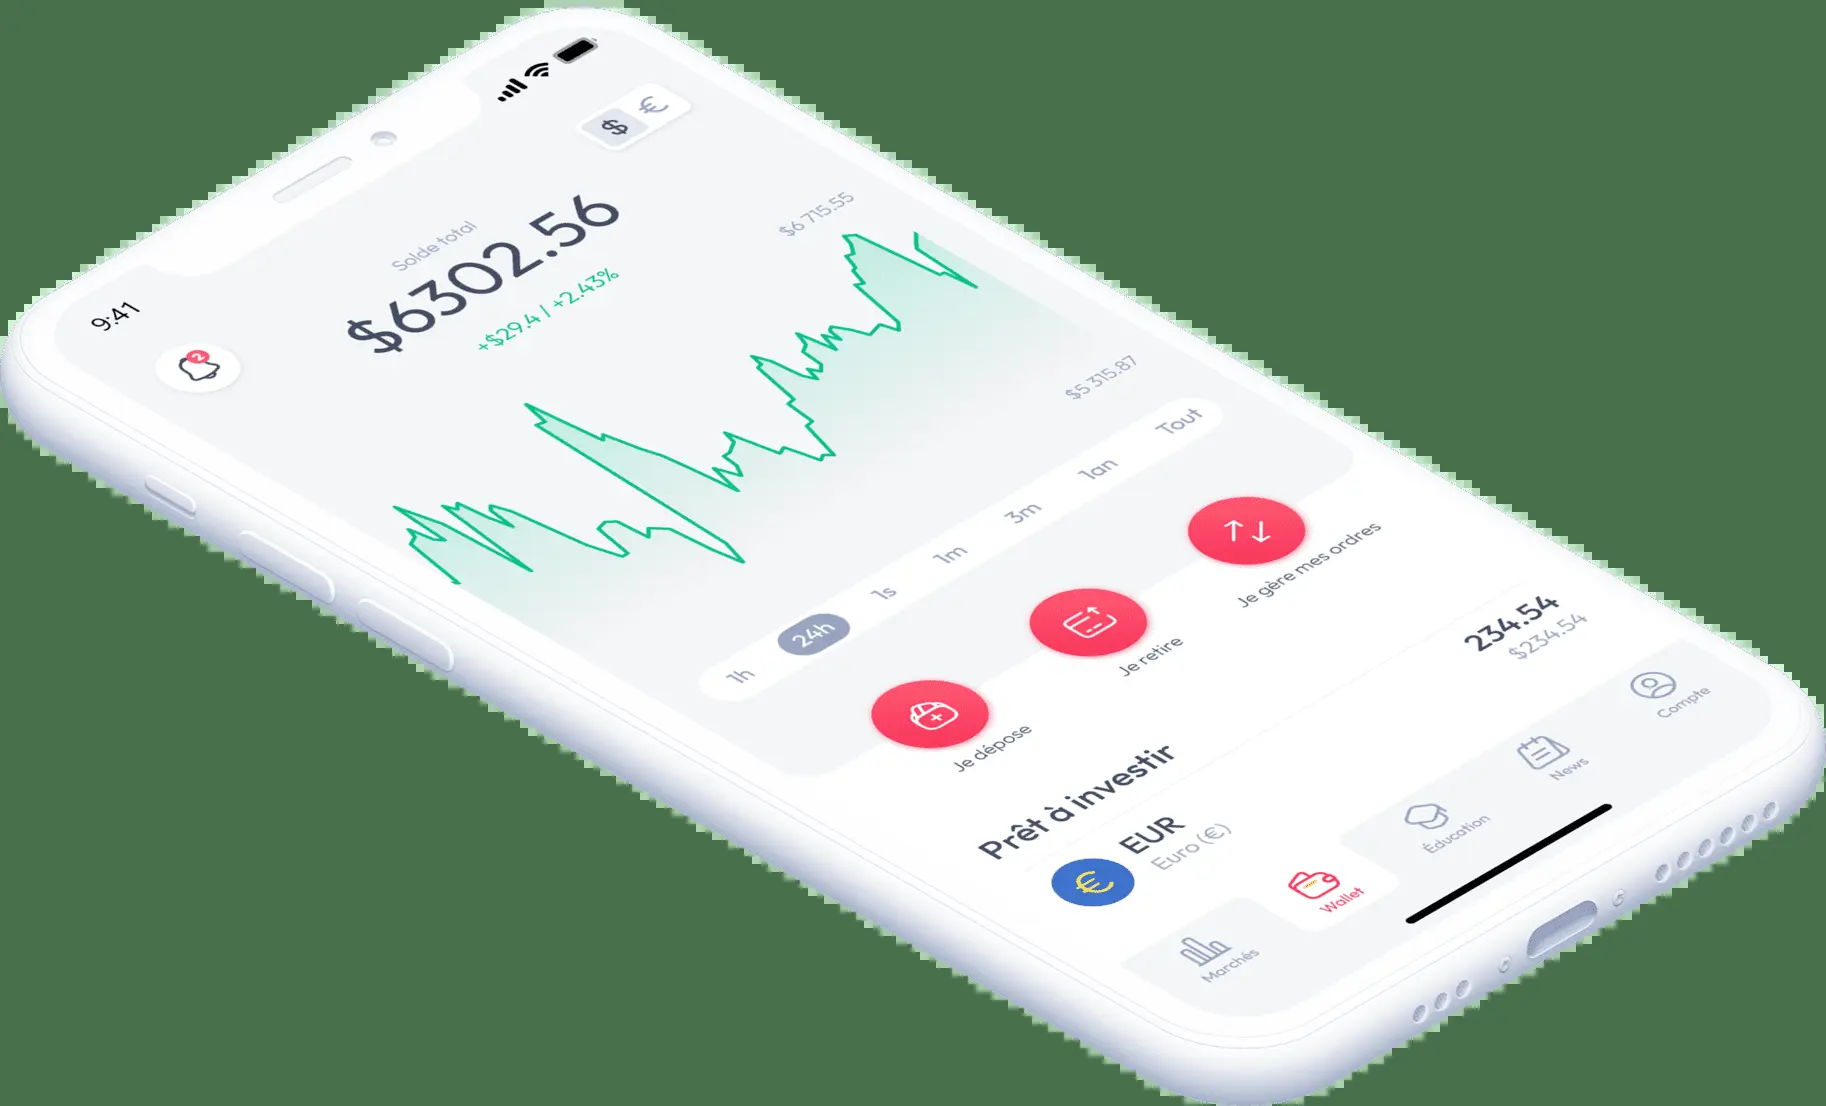 9:41
2
$ €
Solde total
$6302.56
+$29.4 | +2.43%
$6 715.55
$5 315.87
1h 24h 1s 1m 3m 1an Tout
Je dépose
Je retire
Je gère mes ordres
Prêt à investir
€
EUR
Euro (€)
234.54
$234.54
Marchés
Wallet
Éducation
News
Compte